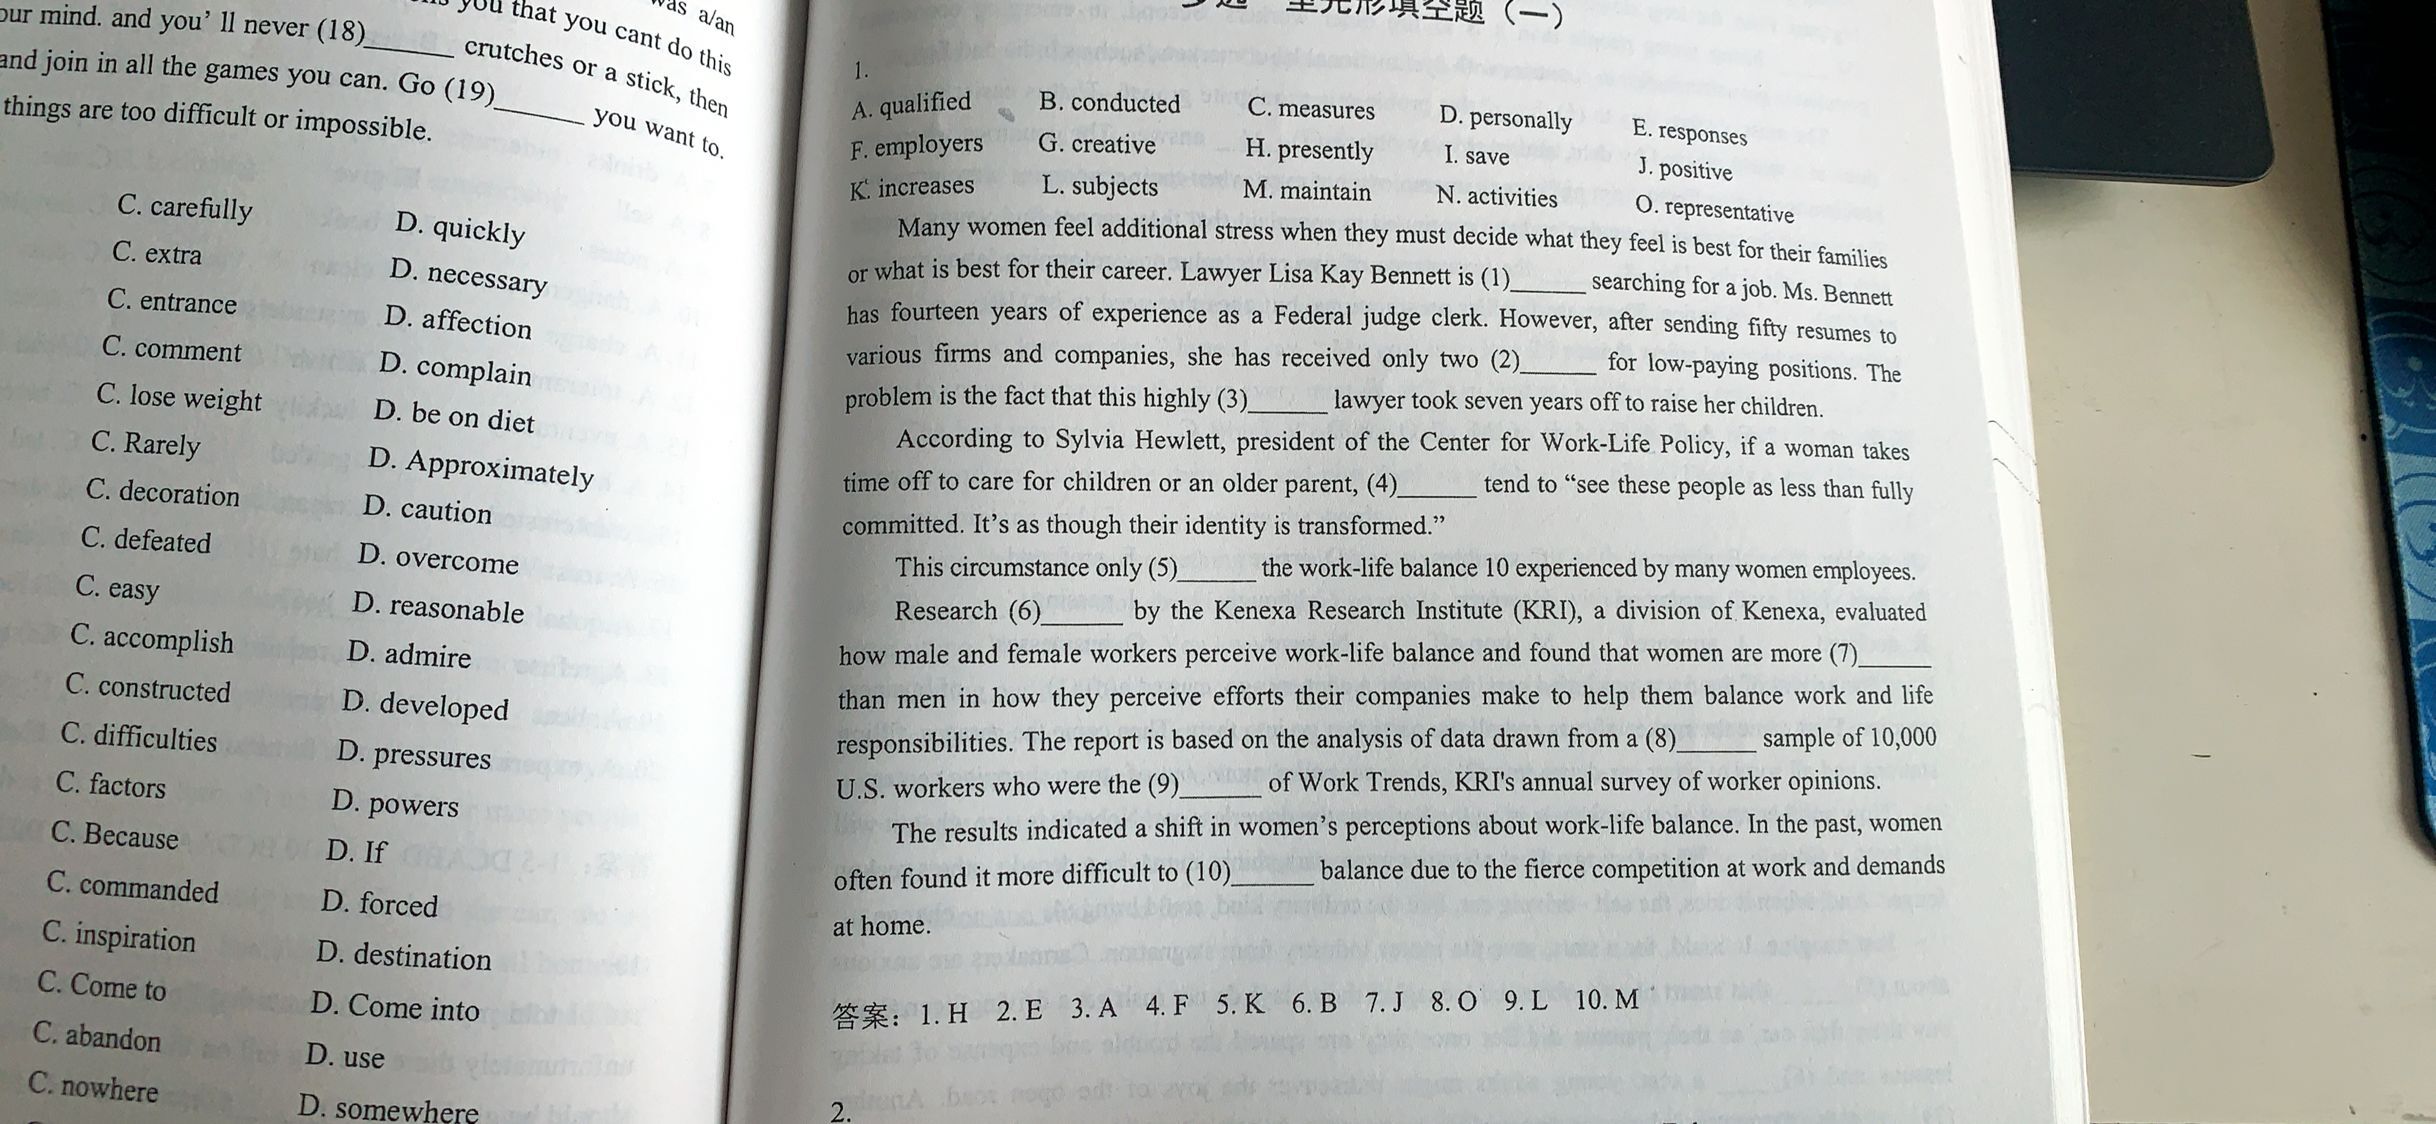 was a/an
you that you cant do this
our mind. and you' ll never (18)______ crutches or a stick, then
and join in all the games you can. Go (19)______ you want to.
things are too difficult or impossible.
C. carefully D. quickly
C. extra D. necessary
C. entrance D. affection
C. comment D. complain
C. lose weight D. be on diet
C. Rarely D. Approximately
C. decoration D. caution
C. defeated D. overcome
C. easy D. reasonable
C. accomplish D. admire
C. constructed D. developed
C. difficulties D. pressures
C. factors D. powers
C. Because D. If
C. commanded D. forced
C. inspiration D. destination
C. Come to D. Come into
C. abandon D. use
C. nowhere D. somewhere
填空题（一）
1.
A. qualified B. conducted C. measures D. personally E. responses
F. employers G. creative H. presently I. save J. positive
K. increases L. subjects M. maintain N. activities O. representative
Many women feel additional stress when they must decide what they feel is best for their families
or what is best for their career. Lawyer Lisa Kay Bennett is (1)______ searching for a job. Ms. Bennett
has fourteen years of experience as a Federal judge clerk. However, after sending fifty resumes to
various firms and companies, she has received only two (2)______ for low-paying positions. The
problem is the fact that this highly (3)______ lawyer took seven years off to raise her children.
According to Sylvia Hewlett, president of the Center for Work-Life Policy, if a woman takes
time off to care for children or an older parent, (4)______ tend to “see these people as less than fully
committed. It’s as though their identity is transformed.”
This circumstance only (5)______ the work-life balance 10 experienced by many women employees.
Research (6)______ by the Kenexa Research Institute (KRI), a division of Kenexa, evaluated
how male and female workers perceive work-life balance and found that women are more (7)______
than men in how they perceive efforts their companies make to help them balance work and life
responsibilities. The report is based on the analysis of data drawn from a (8)______ sample of 10,000
U.S. workers who were the (9)______ of Work Trends, KRI's annual survey of worker opinions.
The results indicated a shift in women’s perceptions about work-life balance. In the past, women
often found it more difficult to (10)______ balance due to the fierce competition at work and demands
at home.
答案：1. H 2. E 3. A 4. F 5. K 6. B 7. J 8. O 9. L 10. M
2.